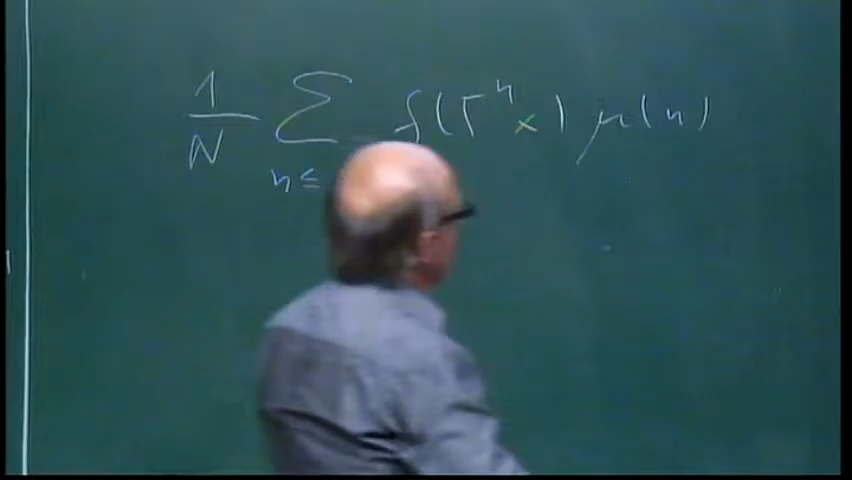 1/N ∑ f(T^n x) μ(n)
n ≤